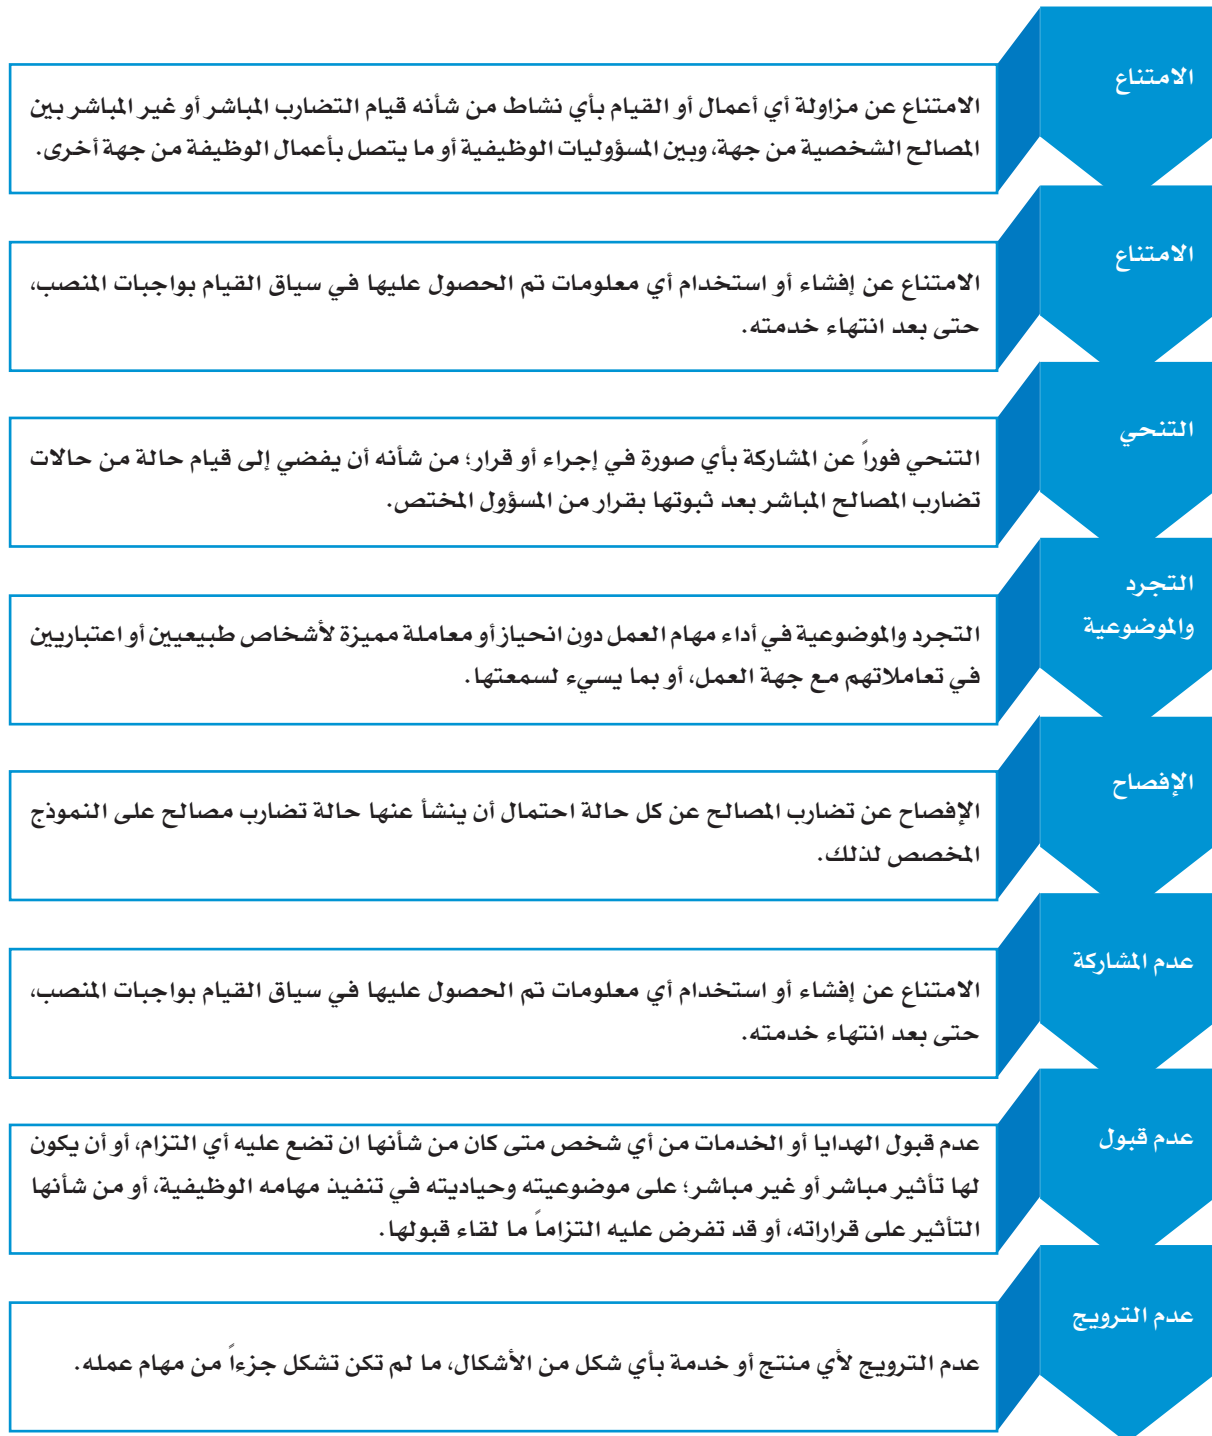 الامتناع
الامتناع عن مزاولة أي أعمال أو القيام بأي نشاط من شأنه قيام التضارب المباشر أو غير المباشر بين
المصالح الشخصية من جهة، وبين المسؤوليات الوظيفية أو ما يتصل بأعمال الوظيفة من جهة أخرى.
الامتناع
الامتناع عن إفشاء أو استخدام أي معلومات تم الحصول عليها في سياق القيام بواجبات المنصب،
حتى بعد انتهاء خدمته.
التنحي
التنحي فوراً عن المشاركة بأي صورة في إجراء أو قرار؛ من شأنه أن يفضي إلى قيام حالة من حالات
تضارب المصالح المباشر بعد ثبوتها بقرار من المسؤول المختص.
التجرد
والموضوعية
التجرد والموضوعية في أداء مهام العمل دون انحياز أو معاملة مميزة لأشخاص طبيعيين أو اعتباريين
في تعاملاتهم مع جهة العمل، أو بما يسيء لسمعتها.
الإفصاح
الإفصاح عن تضارب المصالح عن كل حالة احتمال أن ينشأ عنها حالة تضارب مصالح على النموذج
المخصص لذلك.
عدم المشاركة
الامتناع عن إفشاء أو استخدام أي معلومات تم الحصول عليها في سياق القيام بواجبات المنصب،
حتى بعد انتهاء خدمته.
عدم قبول
عدم قبول الهدايا أو الخدمات من أي شخص متى كان من شأنها ان تضع عليه أي التزام، أو أن يكون
لها تأثير مباشر أو غير مباشر؛ على موضوعيته وحياديته في تنفيذ مهامه الوظيفية، أو من شأنها
التأثير على قراراته، أو قد تفرض عليه التزاماً ما لقاء قبولها.
عدم الترويج
عدم الترويج لأي منتج أو خدمة بأي شكل من الأشكال، ما لم تكن تشكل جزءاً من مهام عمله.